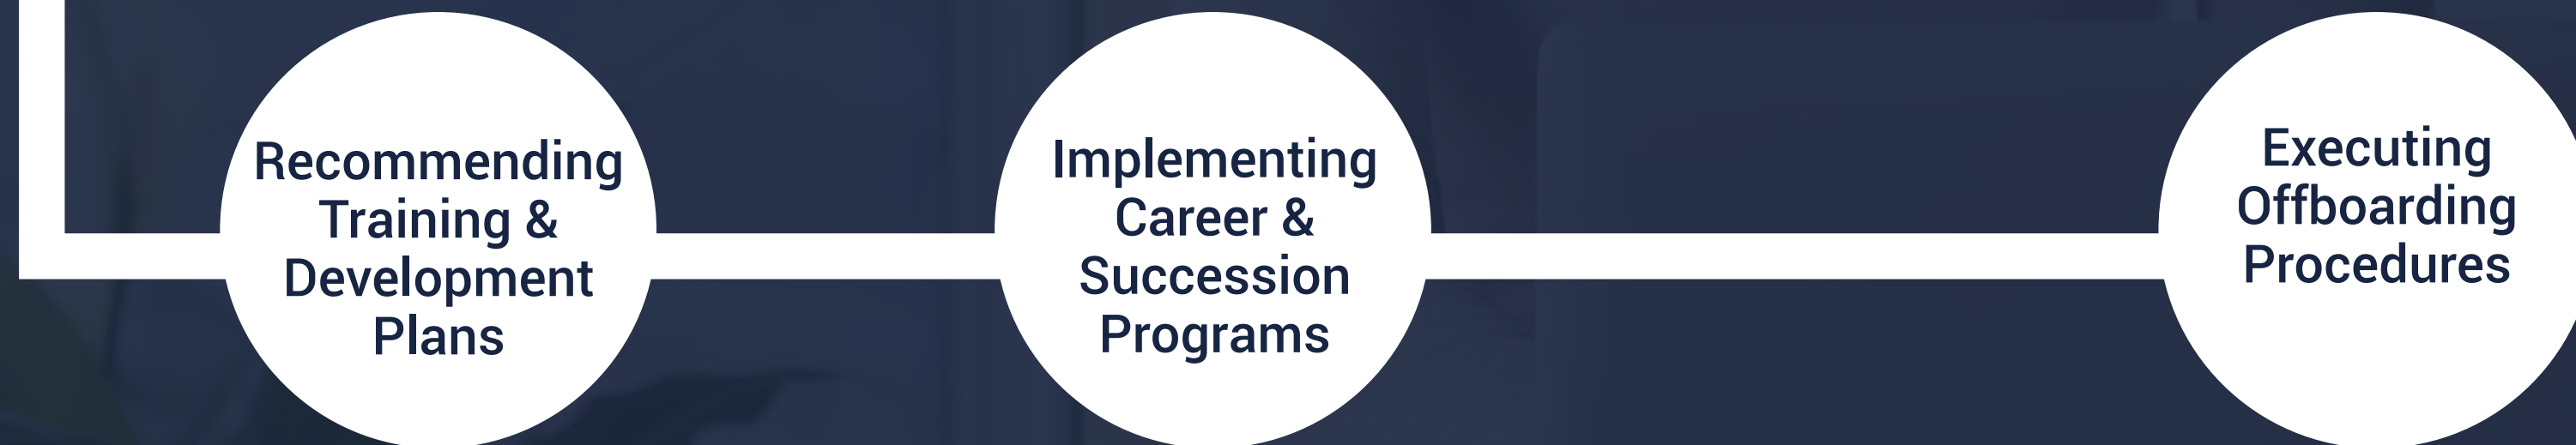 Recommending
Training &
Development
Plans
Implementing
Career &
Succession
Programs
Executing
Offboarding
Procedures